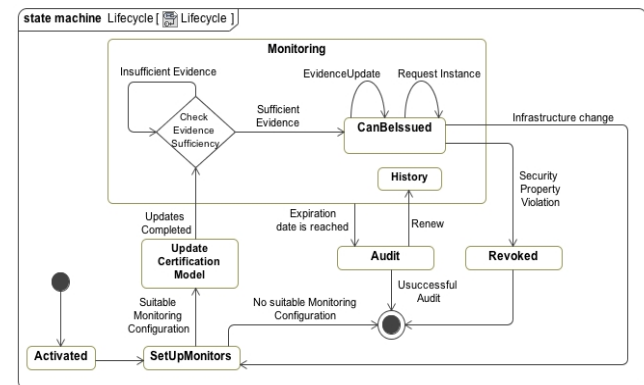 state machine Lifecycle [ Lifecycle ]
Monitoring
Insufficient Evidence
EvidenceUpdate
Request Instance
Check
Evidence
Sufficiency
Sufficient
Evidence
CanBeIssued
Infrastructure change
History
Security
Property
Violation
Updates
Completed
Expiration
date is reached
Renew
Update
Certification
Model
Audit
Revoked
Suitable
Monitoring
Configuration
No suitable Monitoring
Configuration
Usuccessful
Audit
Activated
SetUpMonitors